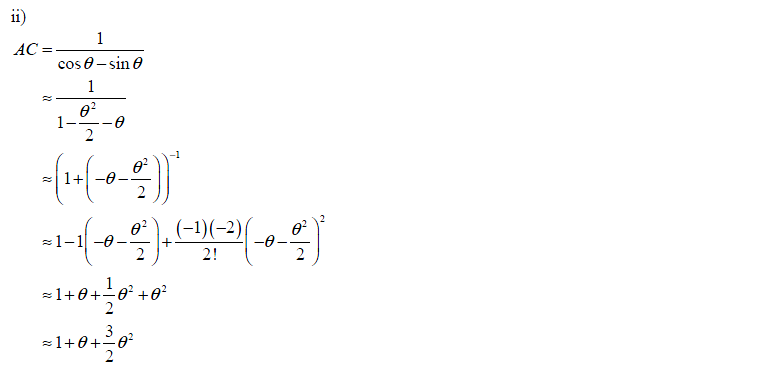 ii)
AC = 1/(cos θ – sin θ)
≈ 1/(1 – θ²/2 – θ)
≈ (1 + (–θ – θ²/2))⁻¹
≈ 1 – 1(–θ – θ²/2) + (–1)(–2)/2! (–θ – θ²/2)²
≈ 1 + θ + 1/2 θ² + θ²
≈ 1 + θ + 3/2 θ²